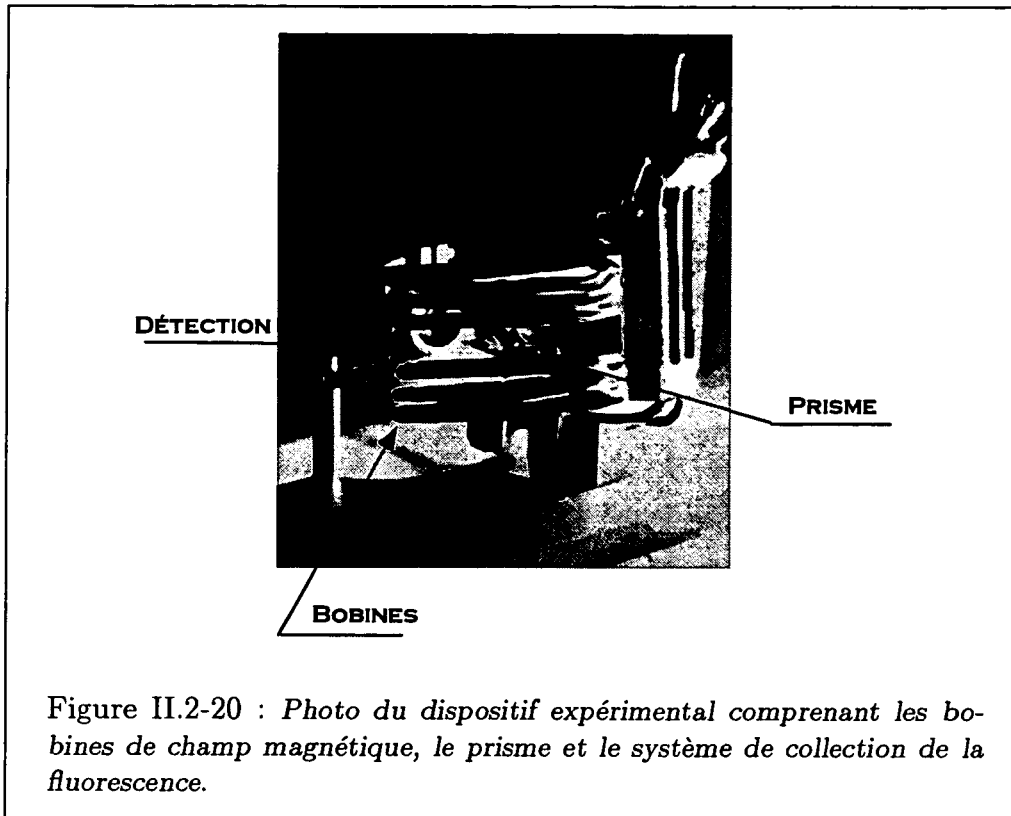 DÉTECTION
PRISME
BOBINES
Figure II.2-20 : Photo du dispositif expérimental comprenant les bo-
bines de champ magnétique, le prisme et le système de collection de la
fluorescence.